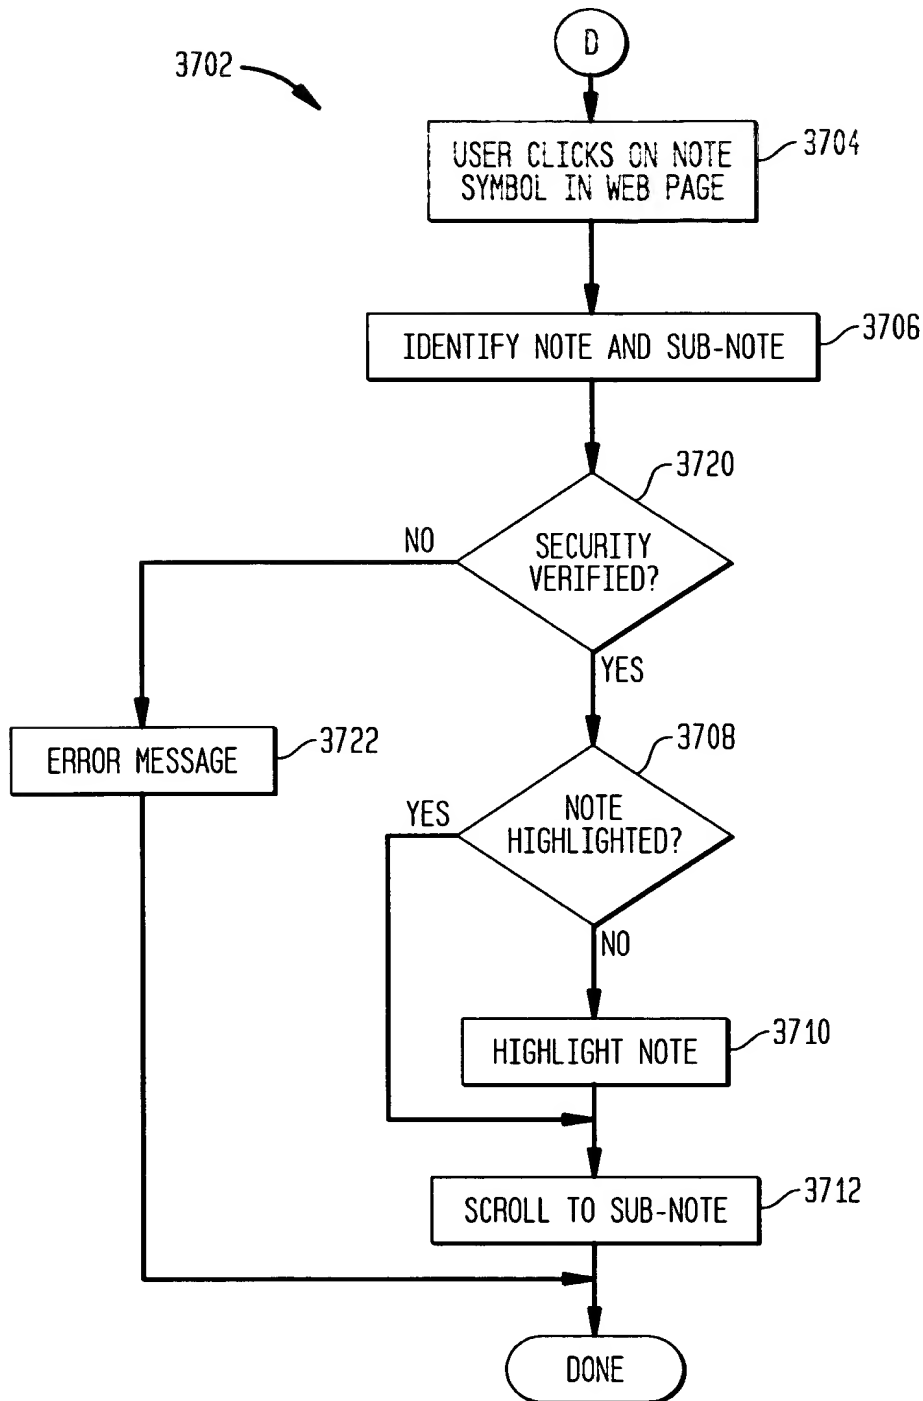 D
3702
USER CLICKS ON NOTE
SYMBOL IN WEB PAGE
3704
IDENTIFY NOTE AND SUB-NOTE
3706
3720
SECURITY
VERIFIED?
NO
YES
ERROR MESSAGE
3722
3708
NOTE
HIGHLIGHTED?
YES
NO
HIGHLIGHT NOTE
3710
SCROLL TO SUB-NOTE
3712
DONE